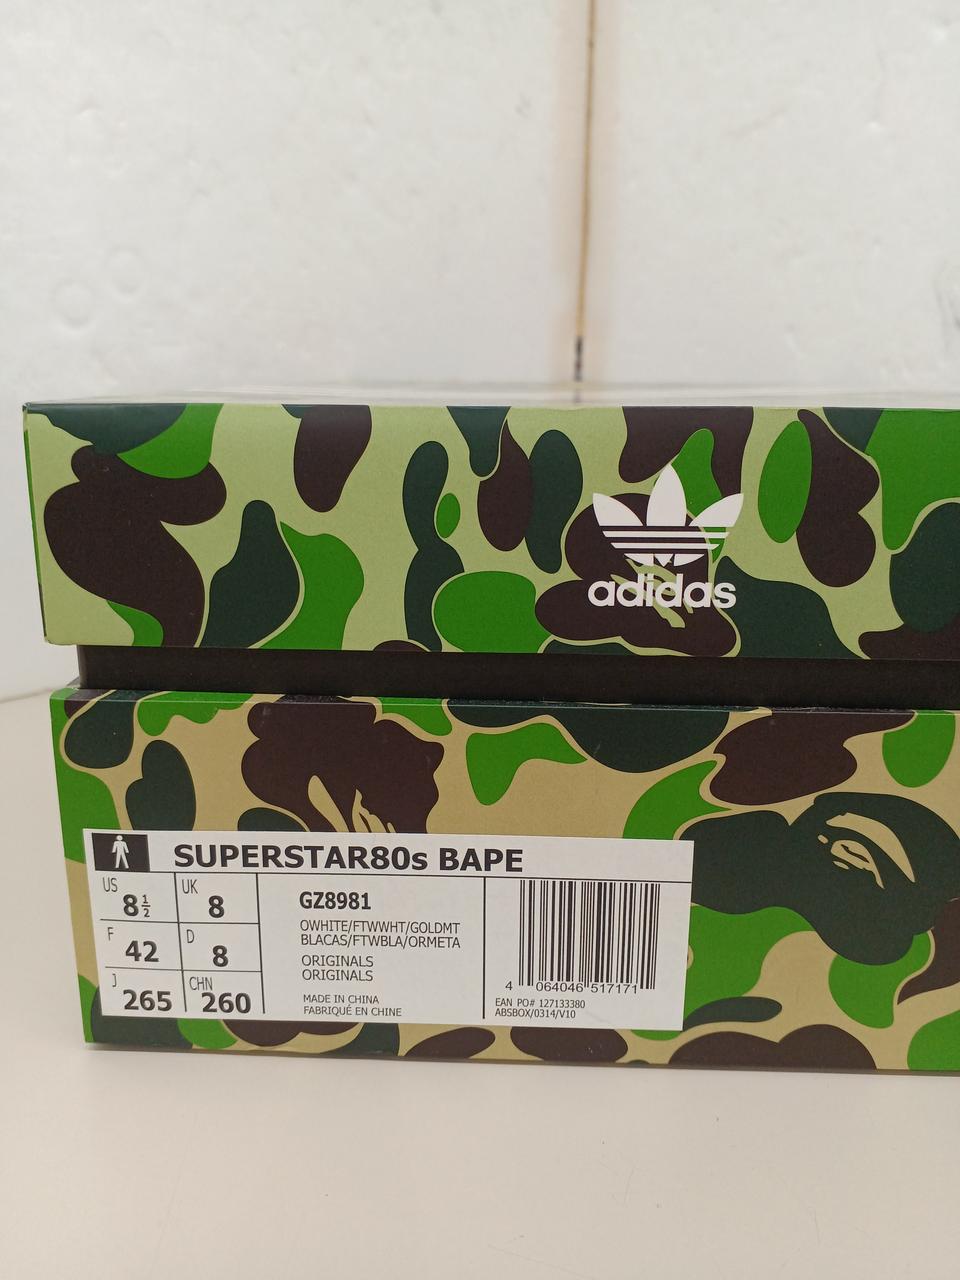 adidas
SUPERSTAR80s BAPE
US 8½
UK 8
F 42
D 8
J 265
CHN 260
GZ8981
OWHITE/FTWWHT/GOLDMT
BLACAS/FTWBLA/ORMETA
ORIGINALS
ORIGINALS
MADE IN CHINA
FABRIQUÉ EN CHINE
4 064046 517171
EAN PO# 127133380
ABSBOX/0314/V10